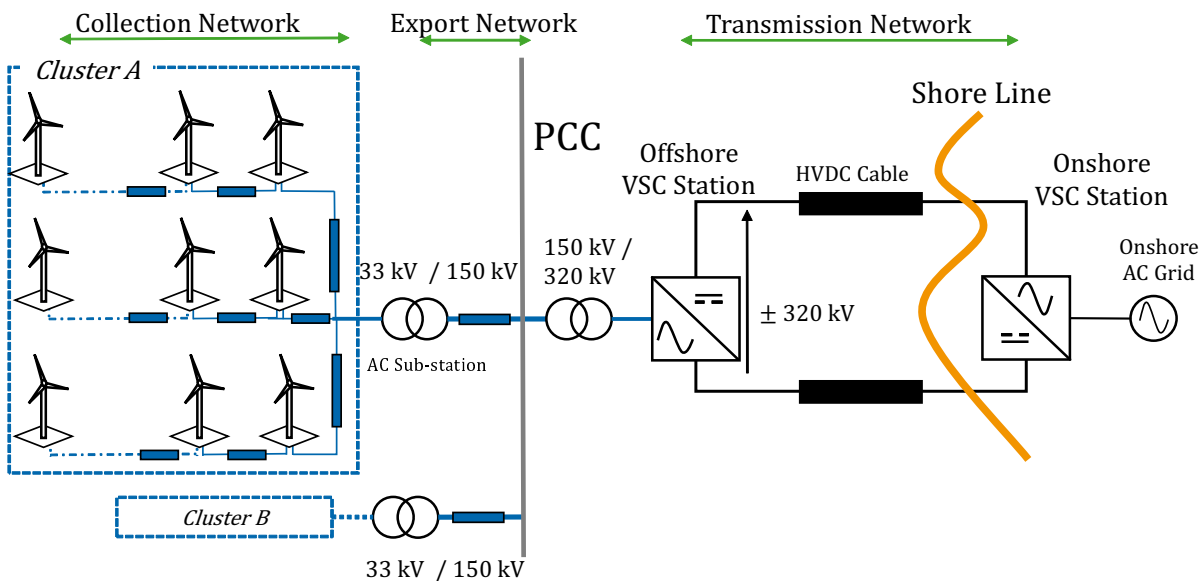 Collection Network
Export Network
Transmission Network
Cluster A
Shore Line
PCC
Offshore
VSC Station
HVDC Cable
Onshore
VSC Station
33 kV / 150 kV
150 kV /
320 kV
Onshore
AC Grid
± 320 kV
AC Sub-station
Cluster B
33 kV / 150 kV